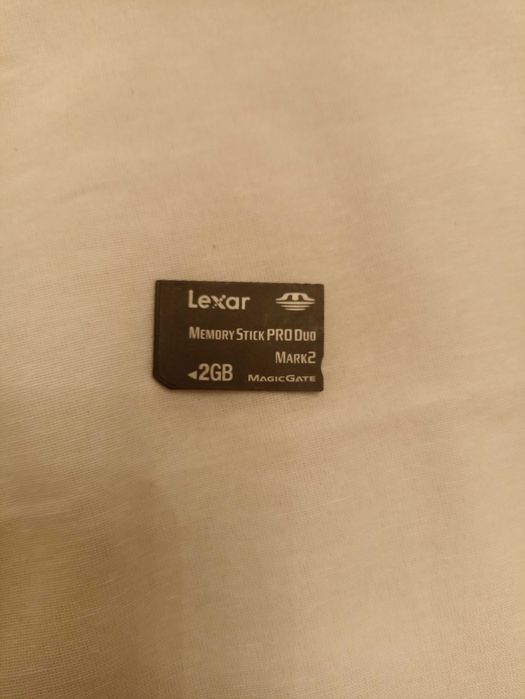 Lexar
MEMORY STICK PRO DUO
MARK2
2GB MAGICGATE